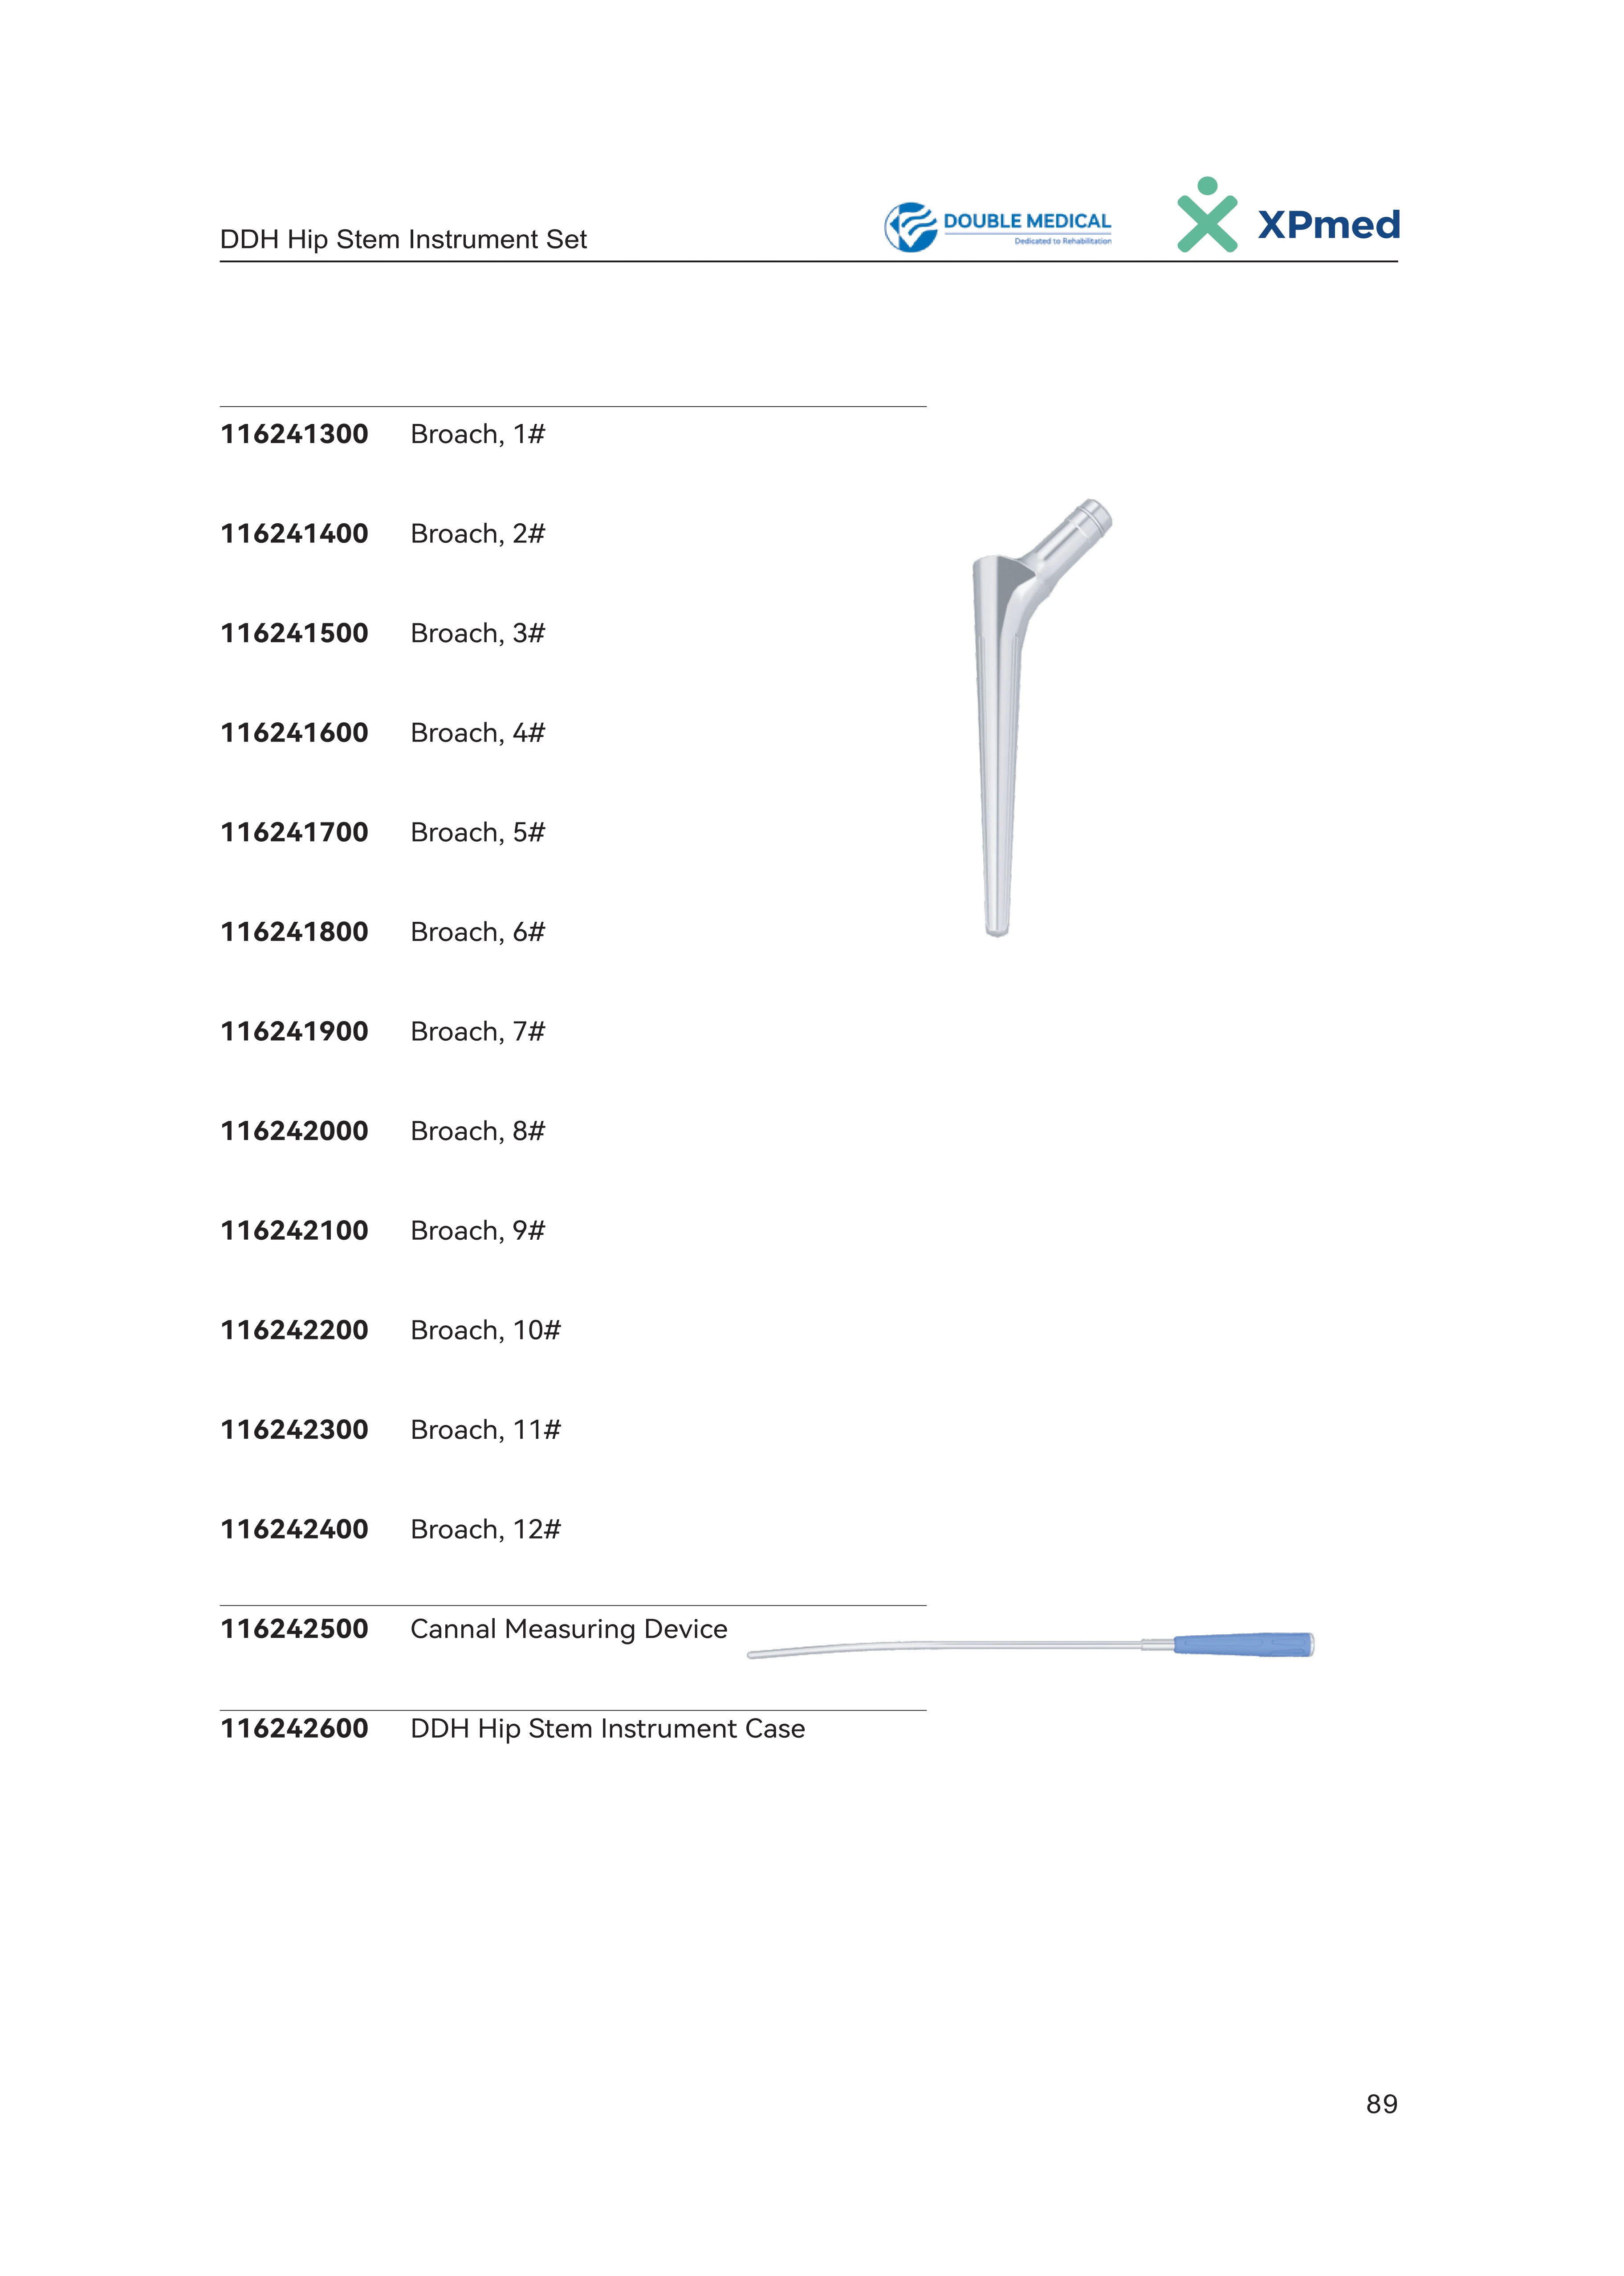 DDH Hip Stem Instrument Set
DOUBLE MEDICAL
Dedicated to Rehabilitation
XPmed
116241300 Broach, 1#
116241400 Broach, 2#
116241500 Broach, 3#
116241600 Broach, 4#
116241700 Broach, 5#
116241800 Broach, 6#
116241900 Broach, 7#
116242000 Broach, 8#
116242100 Broach, 9#
116242200 Broach, 10#
116242300 Broach, 11#
116242400 Broach, 12#
116242500 Cannal Measuring Device
116242600 DDH Hip Stem Instrument Case
89